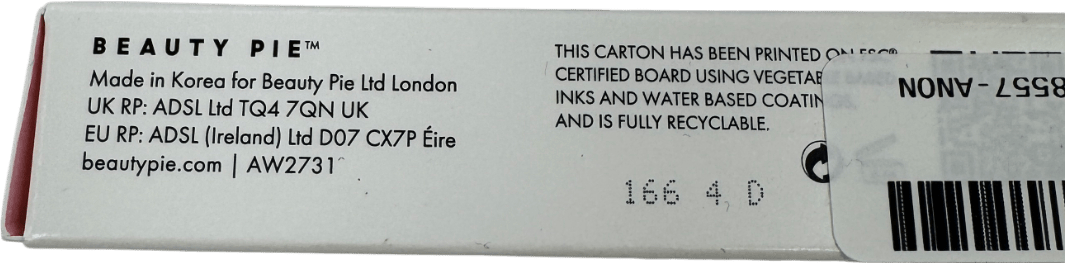 BEAUTY PIE™
Made in Korea for Beauty Pie Ltd London
UK RP: ADSL Ltd TQ4 7QN UK
EU RP: ADSL (Ireland) Ltd D07 CX7P Éire
beautypie.com | AW2731
THIS CARTON HAS BEEN PRINTED ON FSC®
CERTIFIED BOARD USING
INKS AND WATER BASED
AND IS FULLY RECYCLABLE.
166 4, D
8557 - ANON